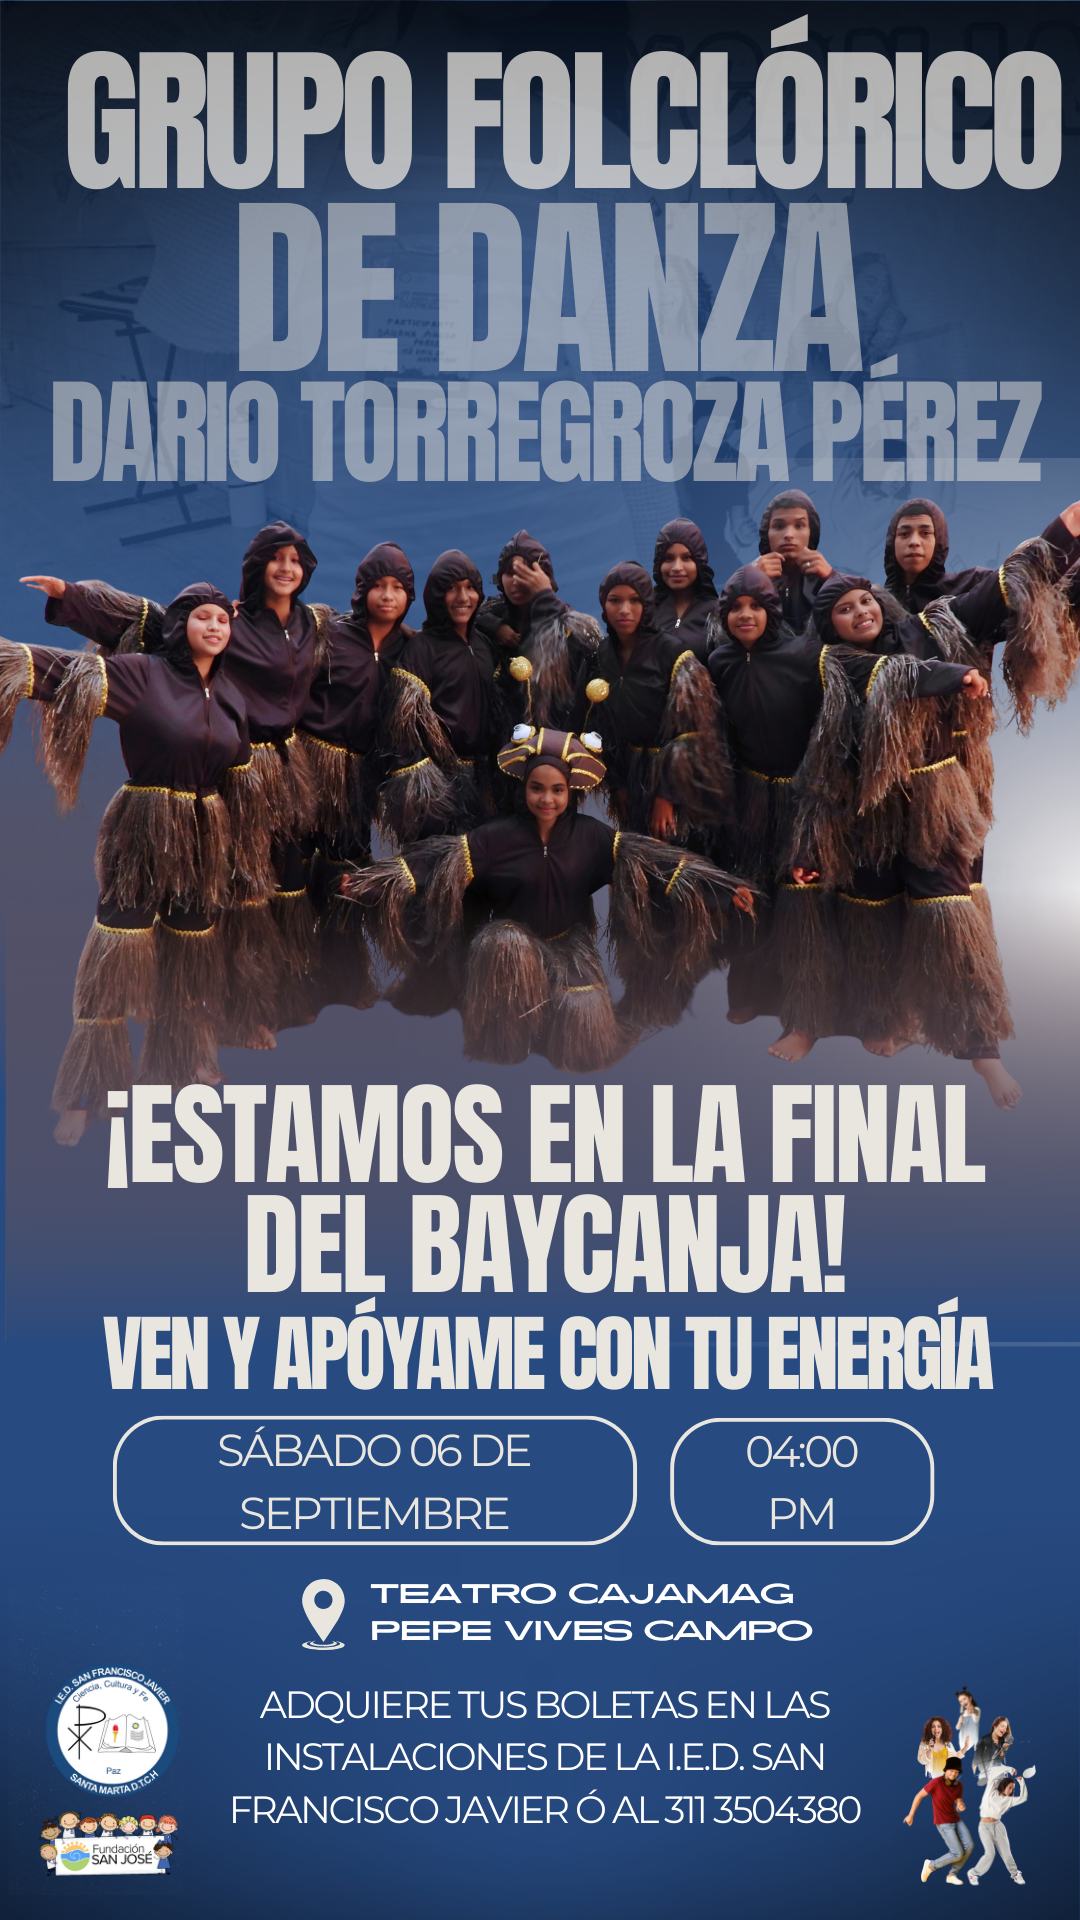 GRUPO FOLCLÓRICO
DE DANZA
DARIO TORREGROZA PÉREZ
¡ESTAMOS EN LA FINAL
DEL BAYCANJA!
VEN Y APÓYAME CON TU ENERGÍA
SÁBADO 06 DE
SEPTIEMBRE
04:00
PM
TEATRO CAJAMAG
PEPE VIVES CAMPO
ADQUIERE TUS BOLETAS EN LAS
INSTALACIONES DE LA I.E.D. SAN
FRANCISCO JAVIER Ó AL 311 3504380
I.E.D. SAN FRANCISCO JAVIER
Ciencia, Cultura y Fe
Paz
SANTA MARTA D.T.C.H
Fundación
SAN JOSÉ